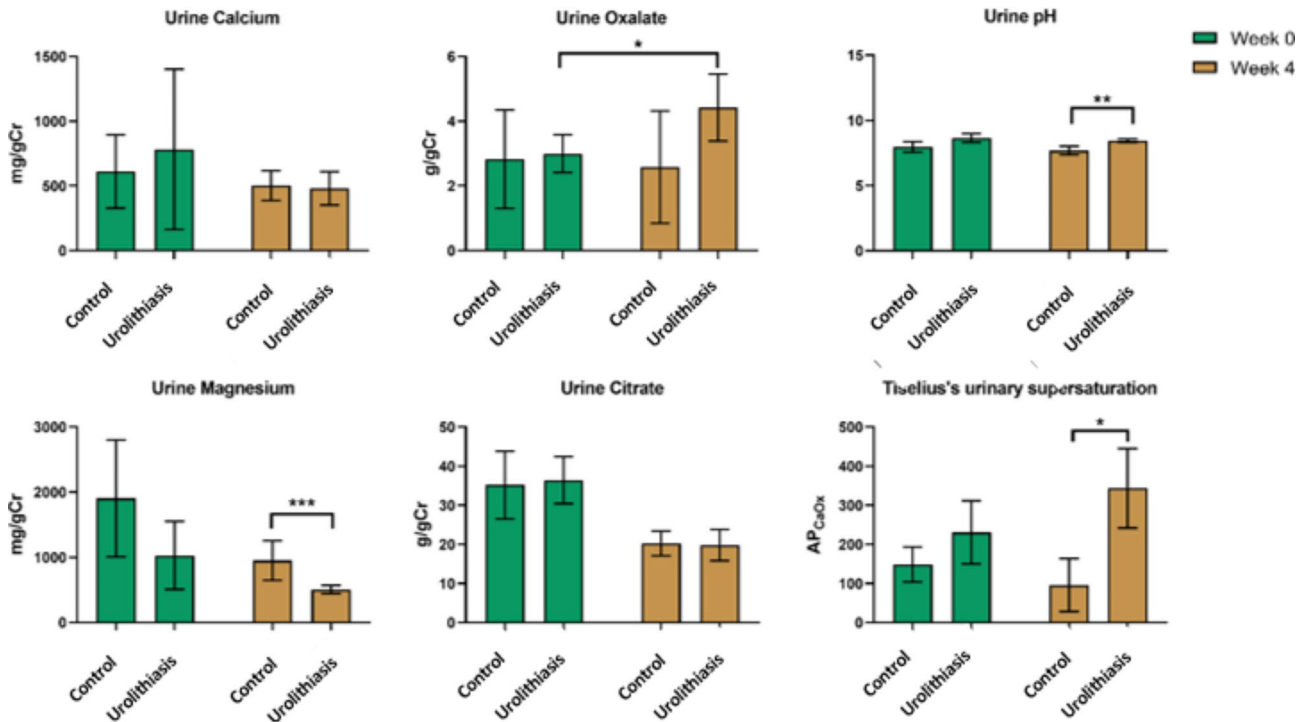 Urine Calcium
mg/gCr
1500
1000
500
0
Control
Urolithiasis
Control
Urolithiasis
Urine Oxalate
g/gCr
6
4
2
0
*
Control
Urolithiasis
Control
Urolithiasis
Urine pH
15
10
5
0
**
Control
Urolithiasis
Control
Urolithiasis
Week 0
Week 4
Urine Magnesium
mg/gCr
3000
2000
1000
0
***
Control
Urolithiasis
Control
Urolithiasis
Urine Citrate
g/gCr
50
40
30
20
10
0
Control
Urolithiasis
Control
Urolithiasis
Tiselius's urinary supersaturation
APCaOx
500
400
300
200
100
0
*
Control
Urolithiasis
Control
Urolithiasis